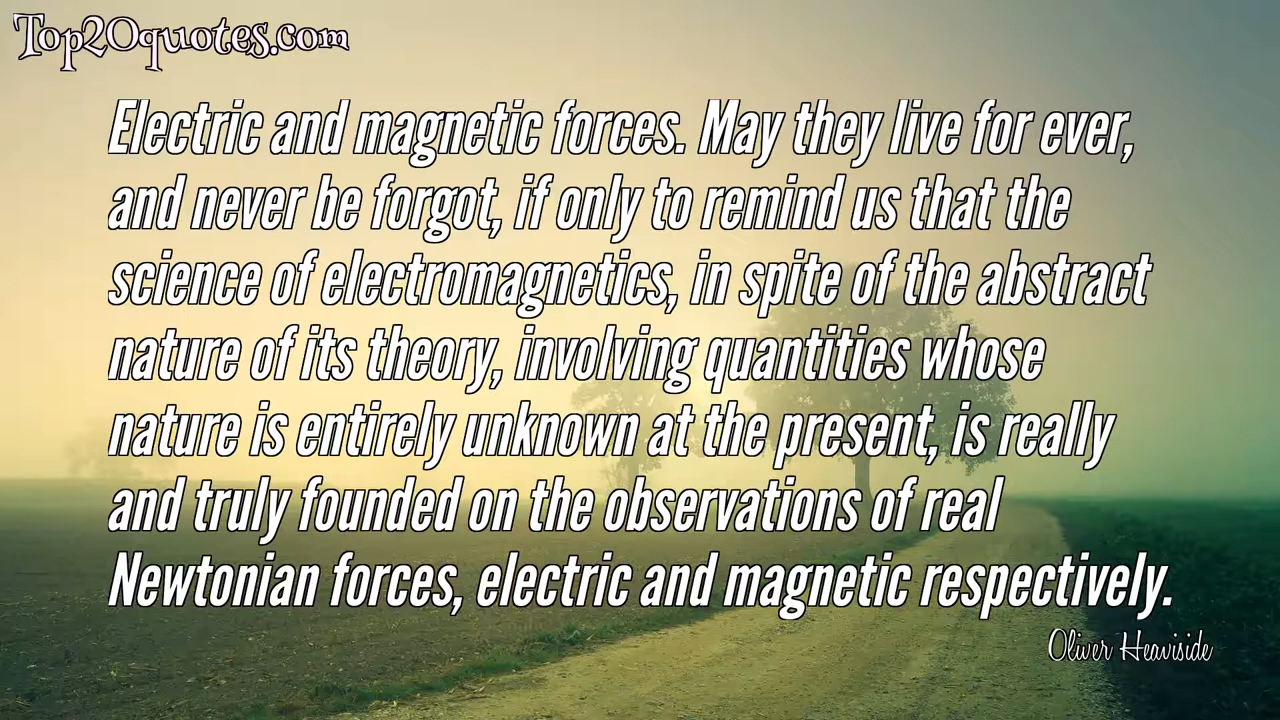 Top20quotes.com
Electric and magnetic forces. May they live for ever,
and never be forgot, if only to remind us that the
science of electromagnetics, in spite of the abstract
nature of its theory, involving quantities whose
nature is entirely unknown at the present, is really
and truly founded on the observations of real
Newtonian forces, electric and magnetic respectively.
Oliver Heaviside